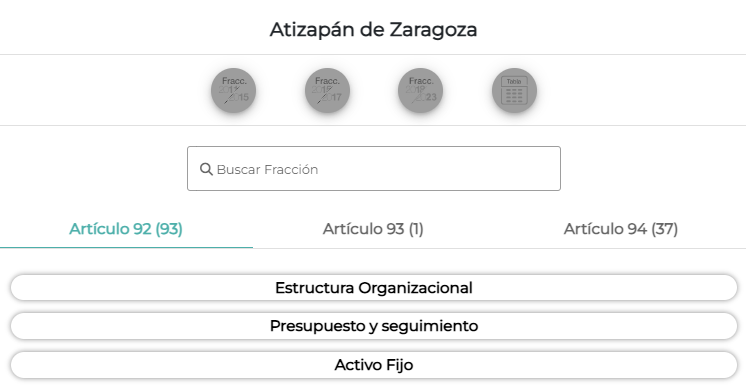 Atizapán de Zaragoza
Fracc. Fracc. Fracc. Tabla
15 17 23
Buscar Fracción
Artículo 92 (93) Artículo 93 (1) Artículo 94 (37)
Estructura Organizacional
Presupuesto y seguimiento
Activo Fijo